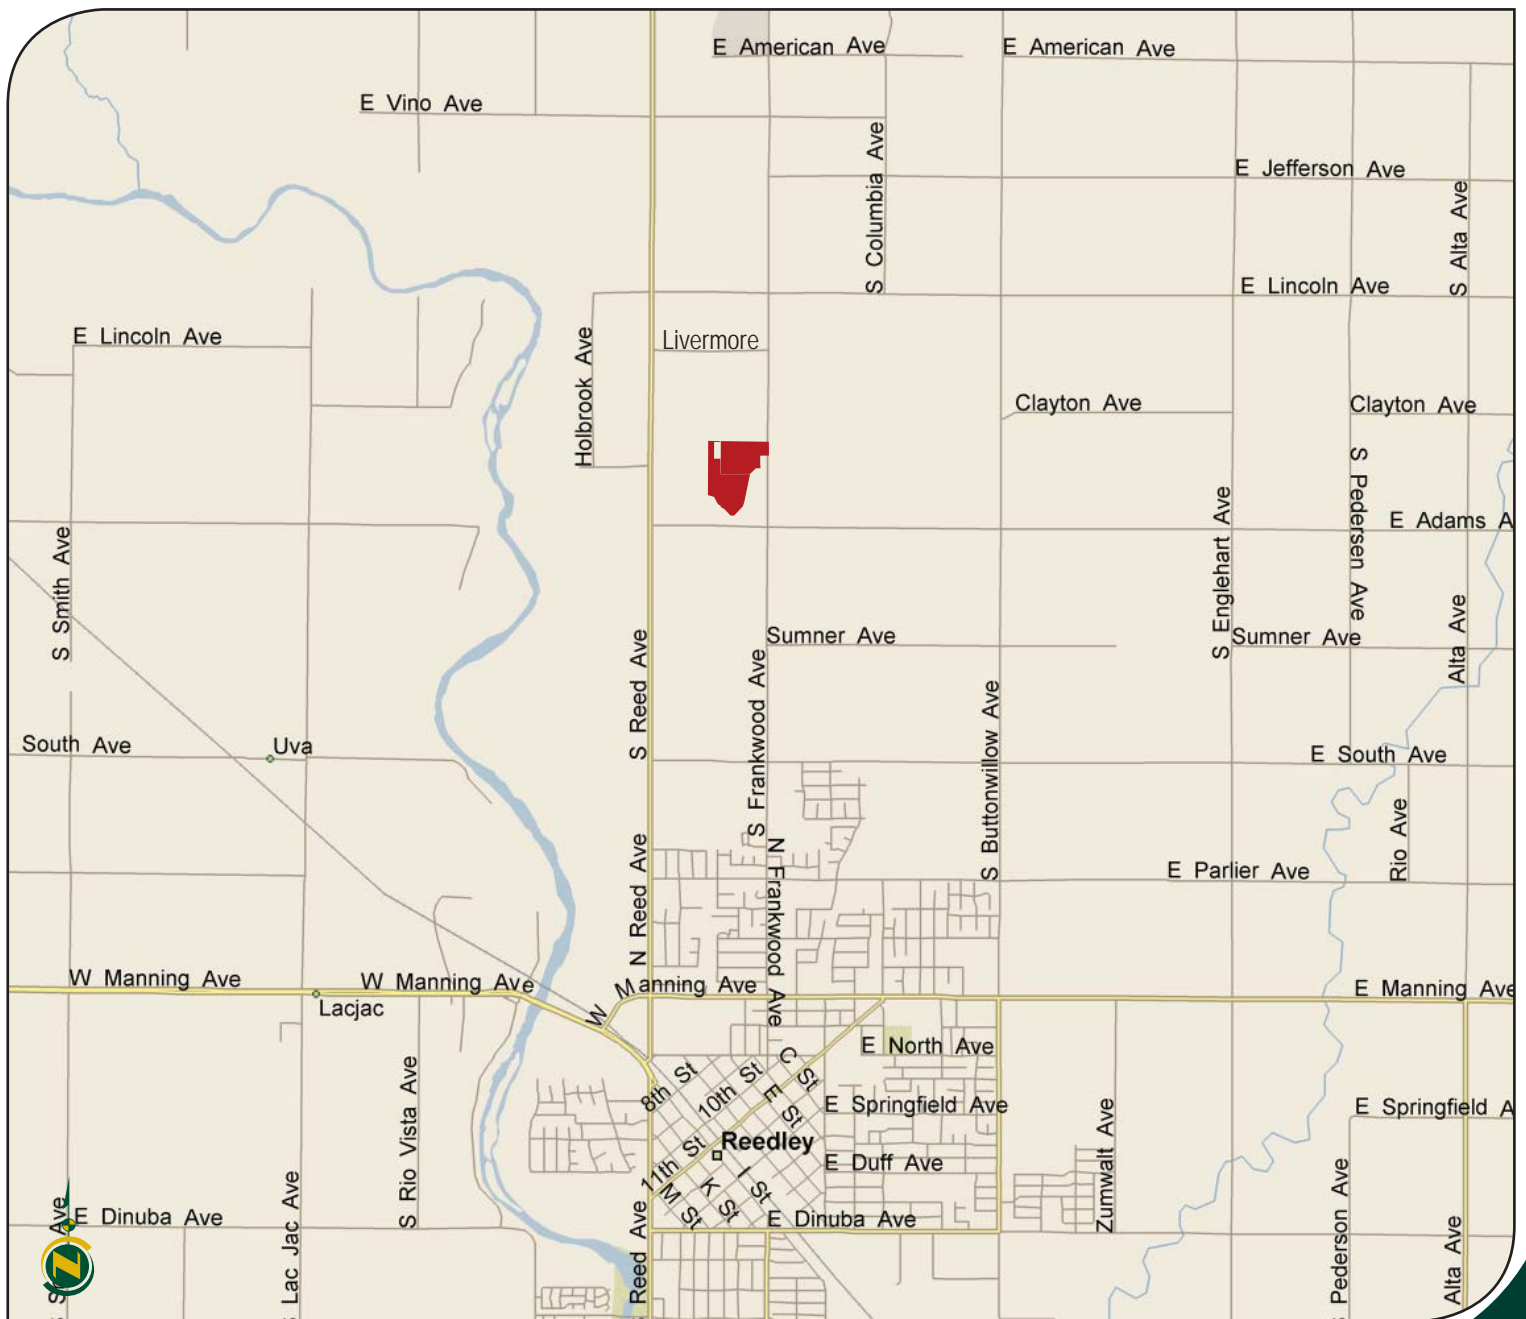 E American Ave
E American Ave
E Vino Ave
S Columbia Ave
E Jefferson Ave
S Alta Ave
E Lincoln Ave
E Lincoln Ave
Holbrook Ave
Livermore
Clayton Ave
Clayton Ave
S Pedersen Ave
S Englehart Ave
E Adams A
S Smith Ave
Alta Ave
S Reed Ave
Sumner Ave
Sumner Ave
S Frankwood Ave
S Buttonwillow Ave
South Ave
Uva
E South Ave
Rio Ave
N Reed Ave
N Frankwood Ave
E Parlier Ave
W Manning Ave
W Manning Ave
W Manning Ave
E Manning Ave
Lacjac
E North Ave
C St
8th St
10th St
E St
S Rio Vista Ave
E Springfield Ave
E Springfield A
Zumwalt Ave
Reedley
11th St
I St
K St
M St
E Duff Ave
E Dinuba Ave
E Dinuba Ave
Ave
Lac Jac Ave
Reed Ave
Pederson Ave
Alta Ave
N